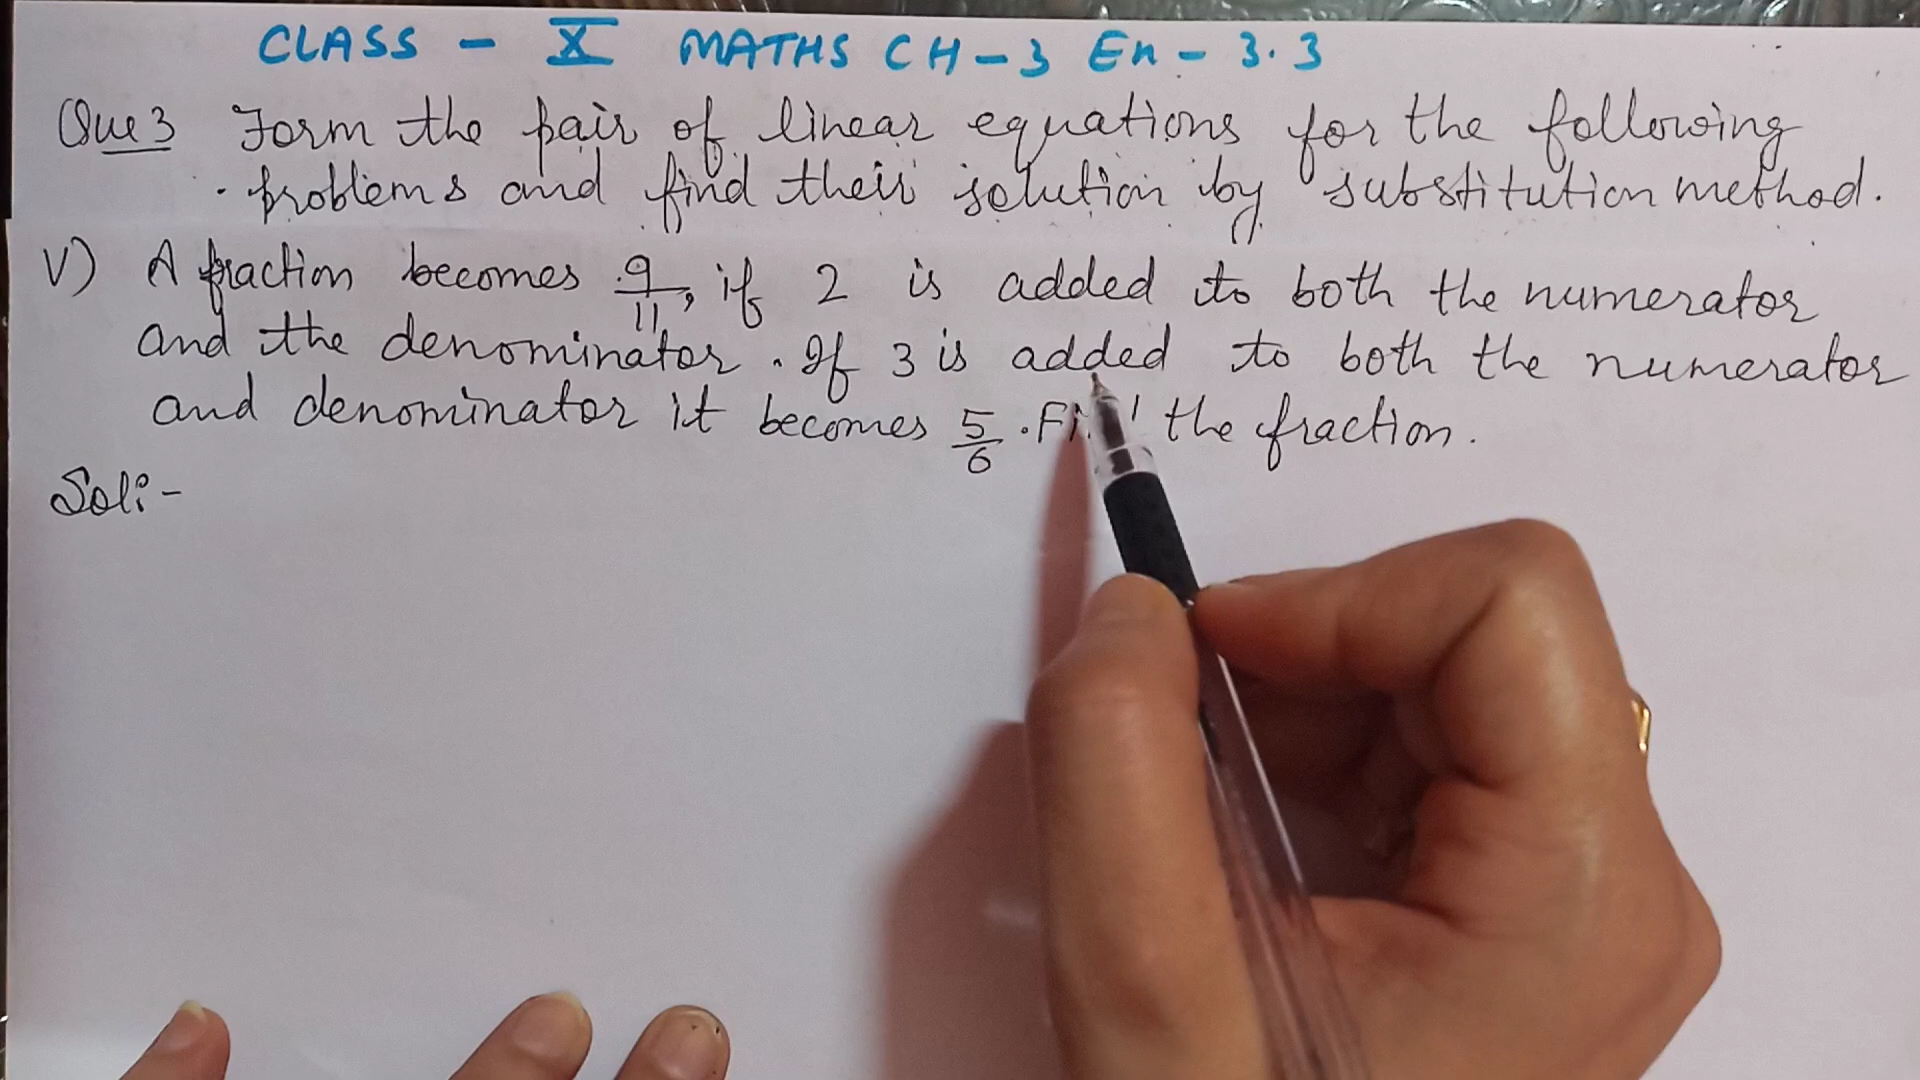 CLASS - X MATHS CH-3 Ex - 3.3
Que 3 Form the pair of linear equations for the following
problems and find their solution by substitution method.
V) A fraction becomes 9/11, if 2 is added to both the numerator
and the denominator. If 3 is added to both the numerator
and denominator it becomes 5/6. the fraction.
Sol:-